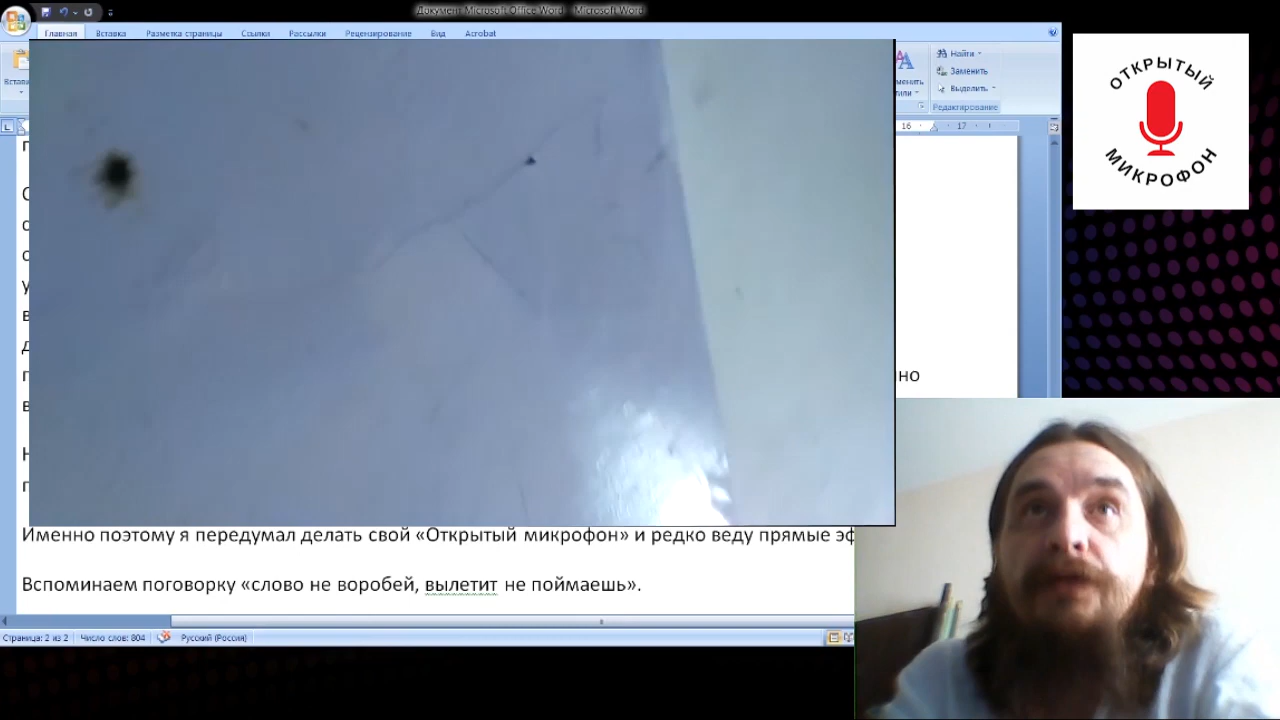 Документ Microsoft Office Word - Microsoft Word
Главная Вставка Разметка страницы Ссылки Рассылки Рецензирование Вид Acrobat
Найти
Заменить
Выделить
Редактирование
16 17
ОТКРЫТЫЙ
МИКРОФОН
Именно поэтому я передумал делать свой «Открытый микрофон» и редко веду прямые эф
Вспоминаем поговорку «слово не воробей, вылетит не поймаешь».
Страница: 2 из 2 Число слов: 804 Русский (Россия)